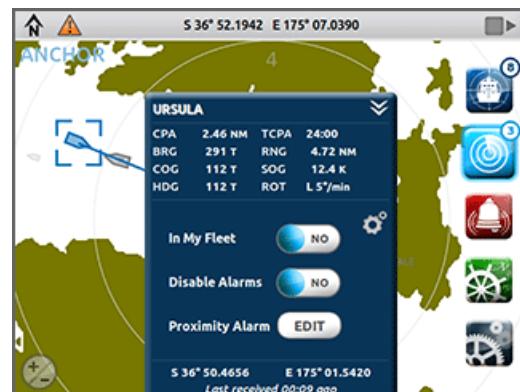 N
S 36° 52.1942 E 175° 07.0390
ANCHOR
4
8
URSULA
CPA 2.46 NM TCPA 24:00
BRG 291 T RNG 4.72 NM
COG 112 T SOG 12.4 K
HDG 112 T ROT L 5°/min
3
In My Fleet NO
Disable Alarms NO
Proximity Alarm EDIT
S 36° 50.4656 E 175° 01.5420
Last received 00:09 ago